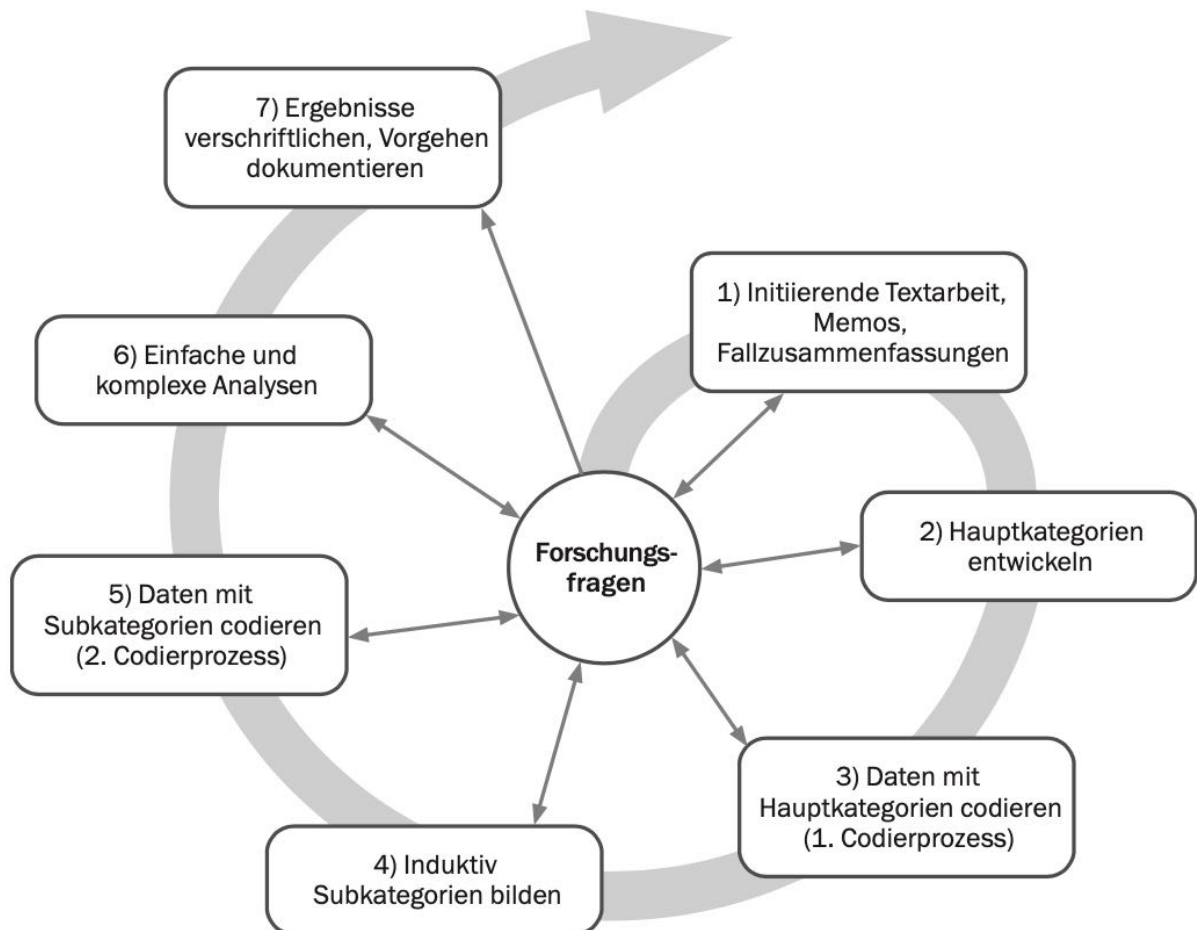 7) Ergebnisse
verschriftlichen, Vorgehen
dokumentieren
1) Initiierende Textarbeit,
Memos,
Fallzusammenfassungen
6) Einfache und
komplexe Analysen
2) Hauptkategorien
entwickeln
Forschungs-
fragen
5) Daten mit
Subkategorien codieren
(2. Codierprozess)
3) Daten mit
Hauptkategorien codieren
(1. Codierprozess)
4) Induktiv
Subkategorien bilden